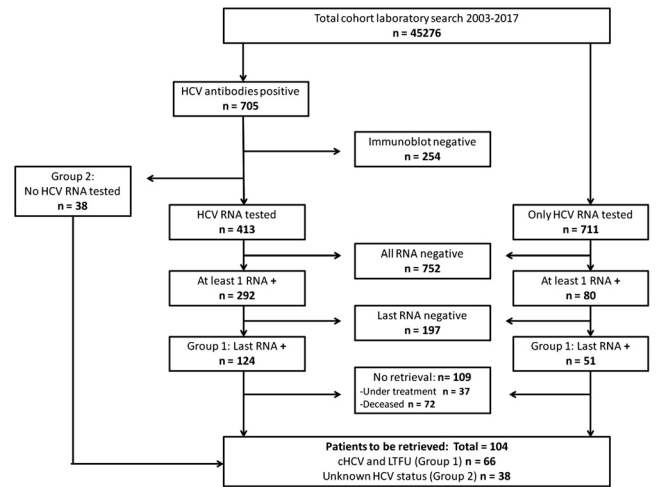 Total cohort laboratory search 2003-2017
n = 45276
HCV antibodies positive
n = 705
Immunoblot negative
n = 254
Group 2:
No HCV RNA tested
n = 38
HCV RNA tested
n = 413
Only HCV RNA tested
n = 711
All RNA negative
n = 752
At least 1 RNA +
n = 292
At least 1 RNA +
n = 80
Last RNA negative
n = 197
Group 1: Last RNA +
n = 124
Group 1: Last RNA +
n = 51
No retrieval: n= 109
-Under treatment n = 37
-Deceased n = 72
Patients to be retrieved: Total = 104
cHCV and LTFU (Group 1) n = 66
Unknown HCV status (Group 2) n = 38